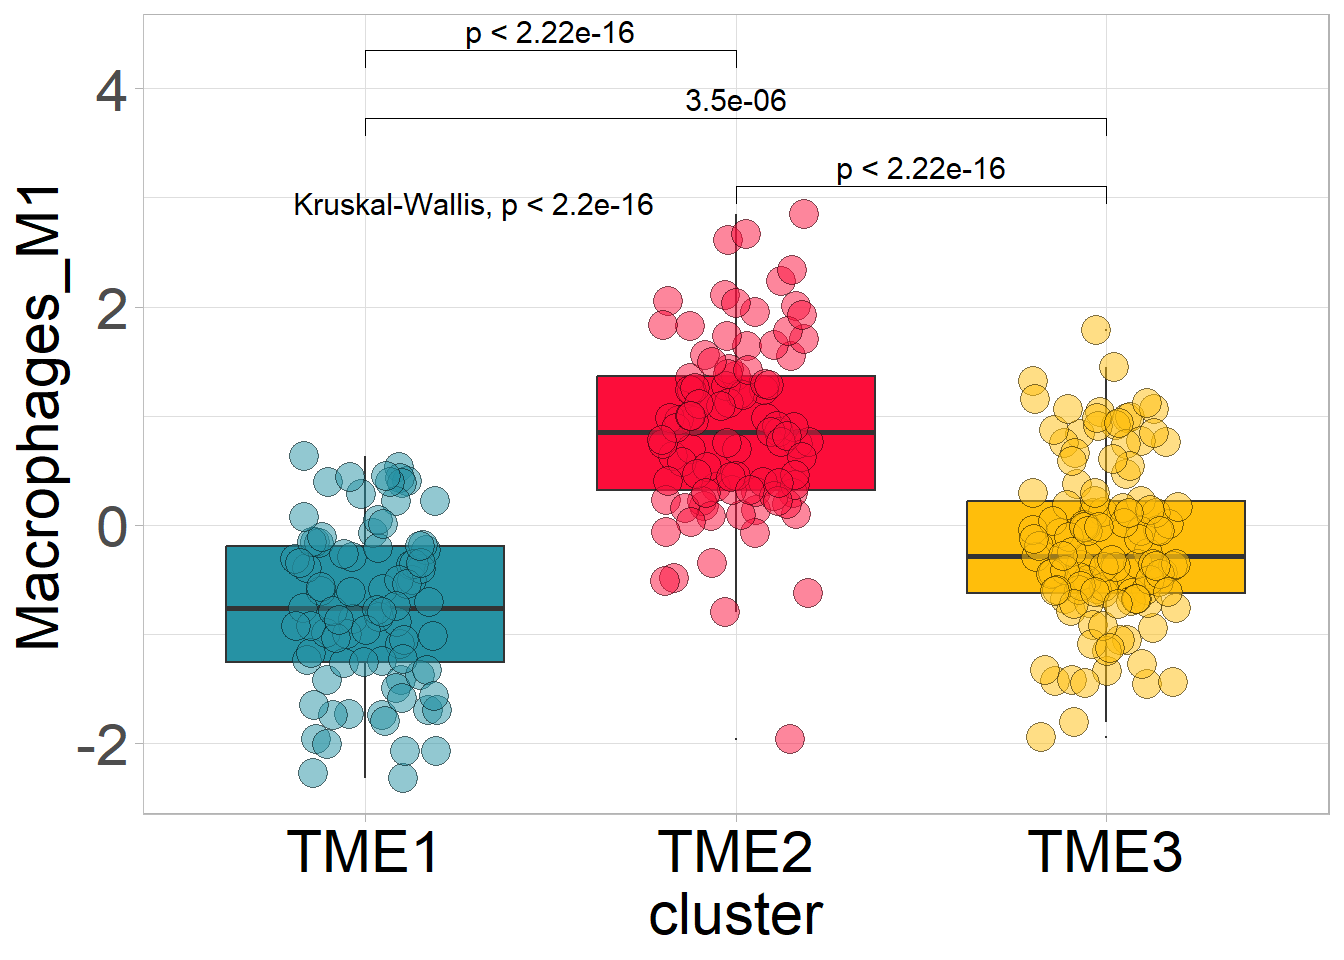 p < 2.22e-16
4
3.5e-06
p < 2.22e-16
Kruskal-Wallis, p < 2.2e-16
Macrophages_M1
2
0
-2
TME1 TME2 TME3
cluster